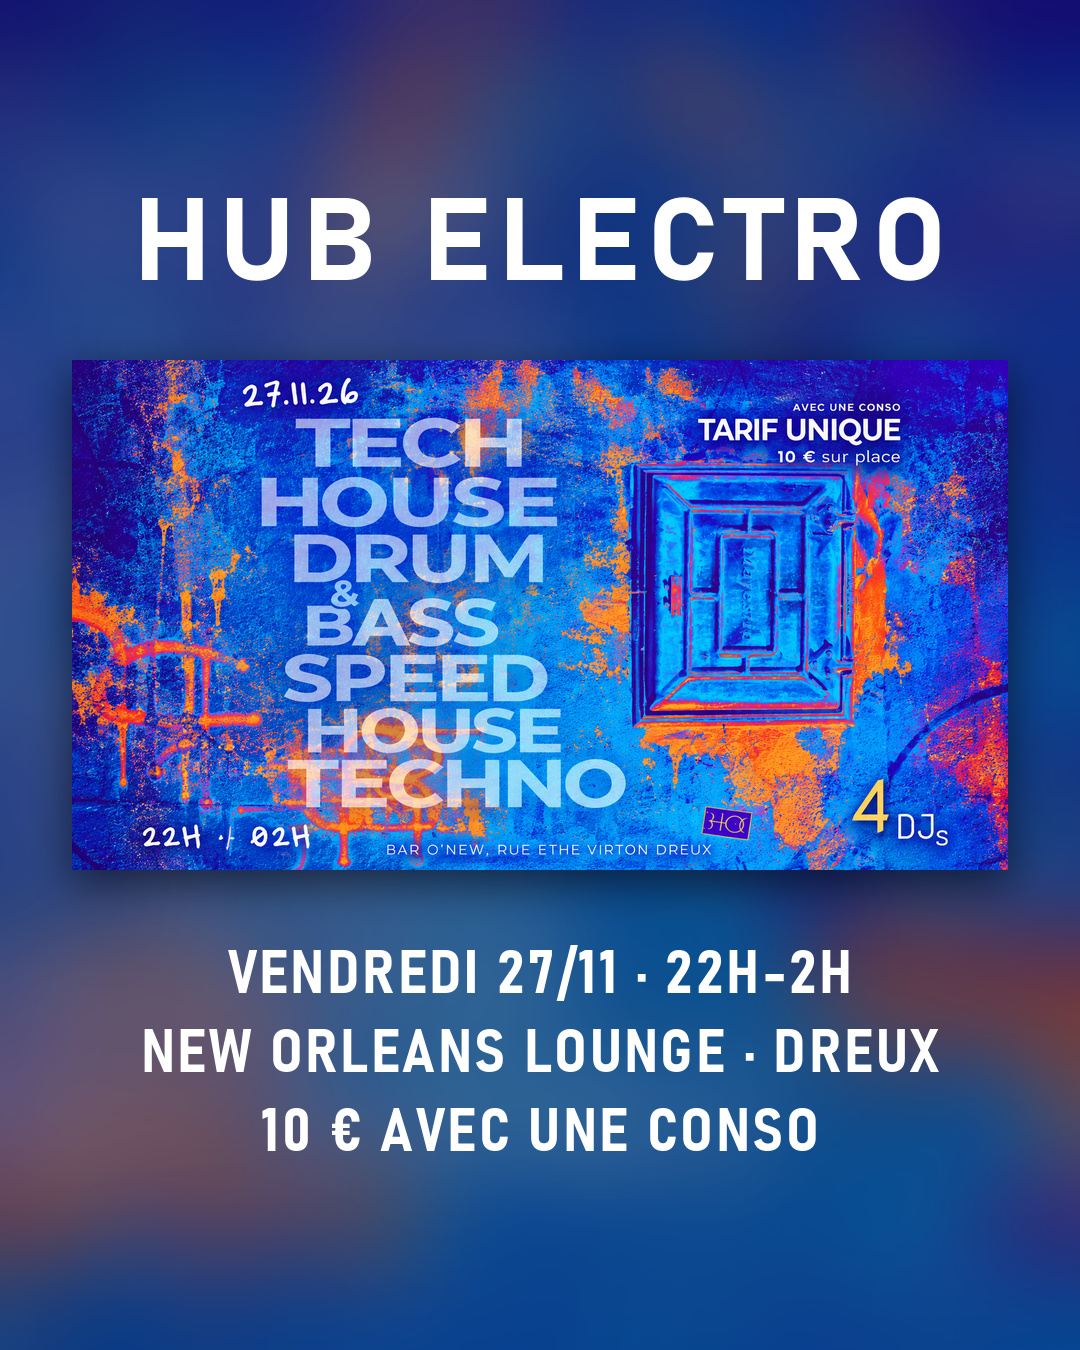 HUB ELECTRO
27.11.26
TECH
HOUSE
DRUM
&
BASS
SPEED
HOUSE
TECHNO
AVEC UNE CONSO
TARIF UNIQUE
10 € sur place
22H · 02H
BAR O'NEW, RUE ETHE VIRTON DREUX
4 DJs
VENDREDI 27/11 · 22H-2H
NEW ORLEANS LOUNGE · DREUX
10 € AVEC UNE CONSO